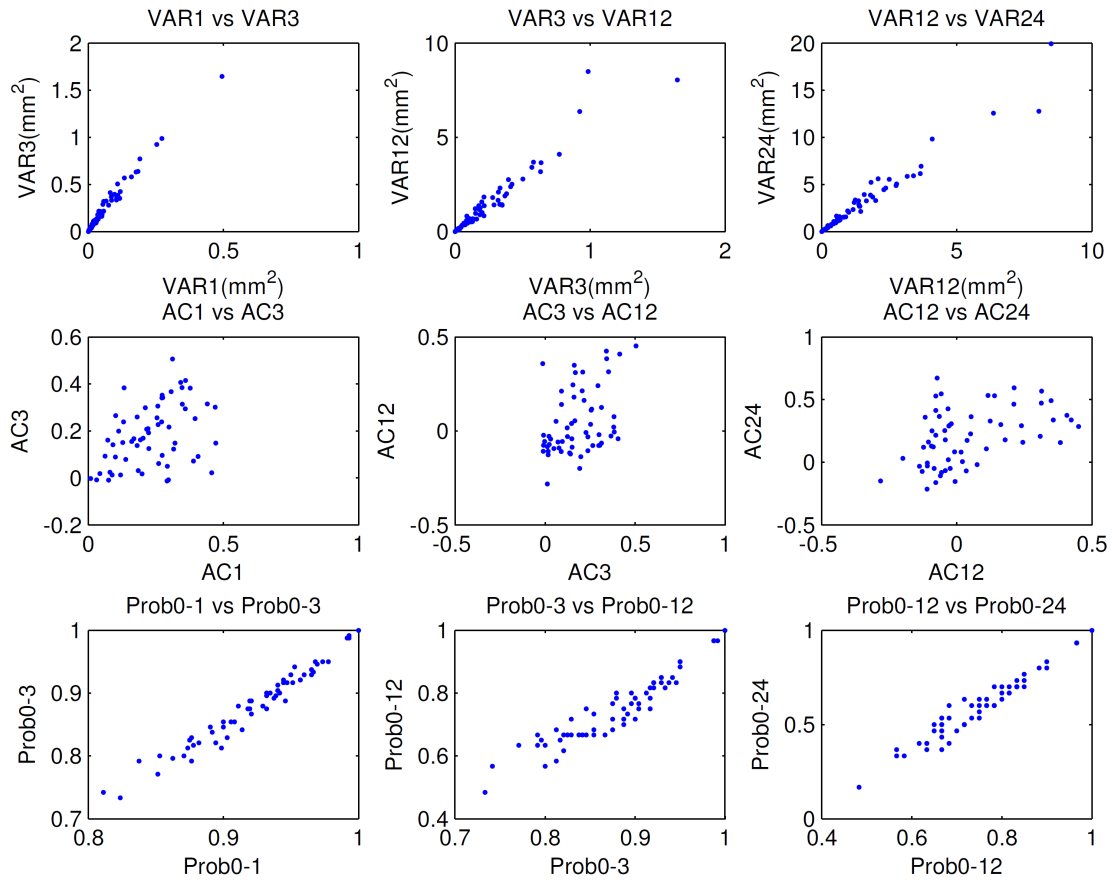 VAR1 vs VAR3
VAR3 vs VAR12
VAR12 vs VAR24
2
1.5
1
0.5
0
VAR3(mm²)
0
0.5
1
VAR1(mm²)
10
5
0
VAR12(mm²)
0
1
2
VAR3(mm²)
20
15
10
5
0
VAR24(mm²)
0
5
10
VAR12(mm²)
AC1 vs AC3
AC3 vs AC12
AC12 vs AC24
0.6
0.4
0.2
0
-0.2
AC3
0
0.5
1
AC1
0.5
0
-0.5
AC12
-0.5
0
0.5
1
AC3
1
0.5
0
-0.5
AC24
-0.5
0
0.5
AC12
Prob0-1 vs Prob0-3
Prob0-3 vs Prob0-12
Prob0-12 vs Prob0-24
1
0.9
0.8
0.7
Prob0-3
0.8
0.9
1
Prob0-1
1
0.8
0.6
0.4
Prob0-12
0.7
0.8
0.9
1
Prob0-3
1
0.5
0
Prob0-24
0.4
0.6
0.8
1
Prob0-12